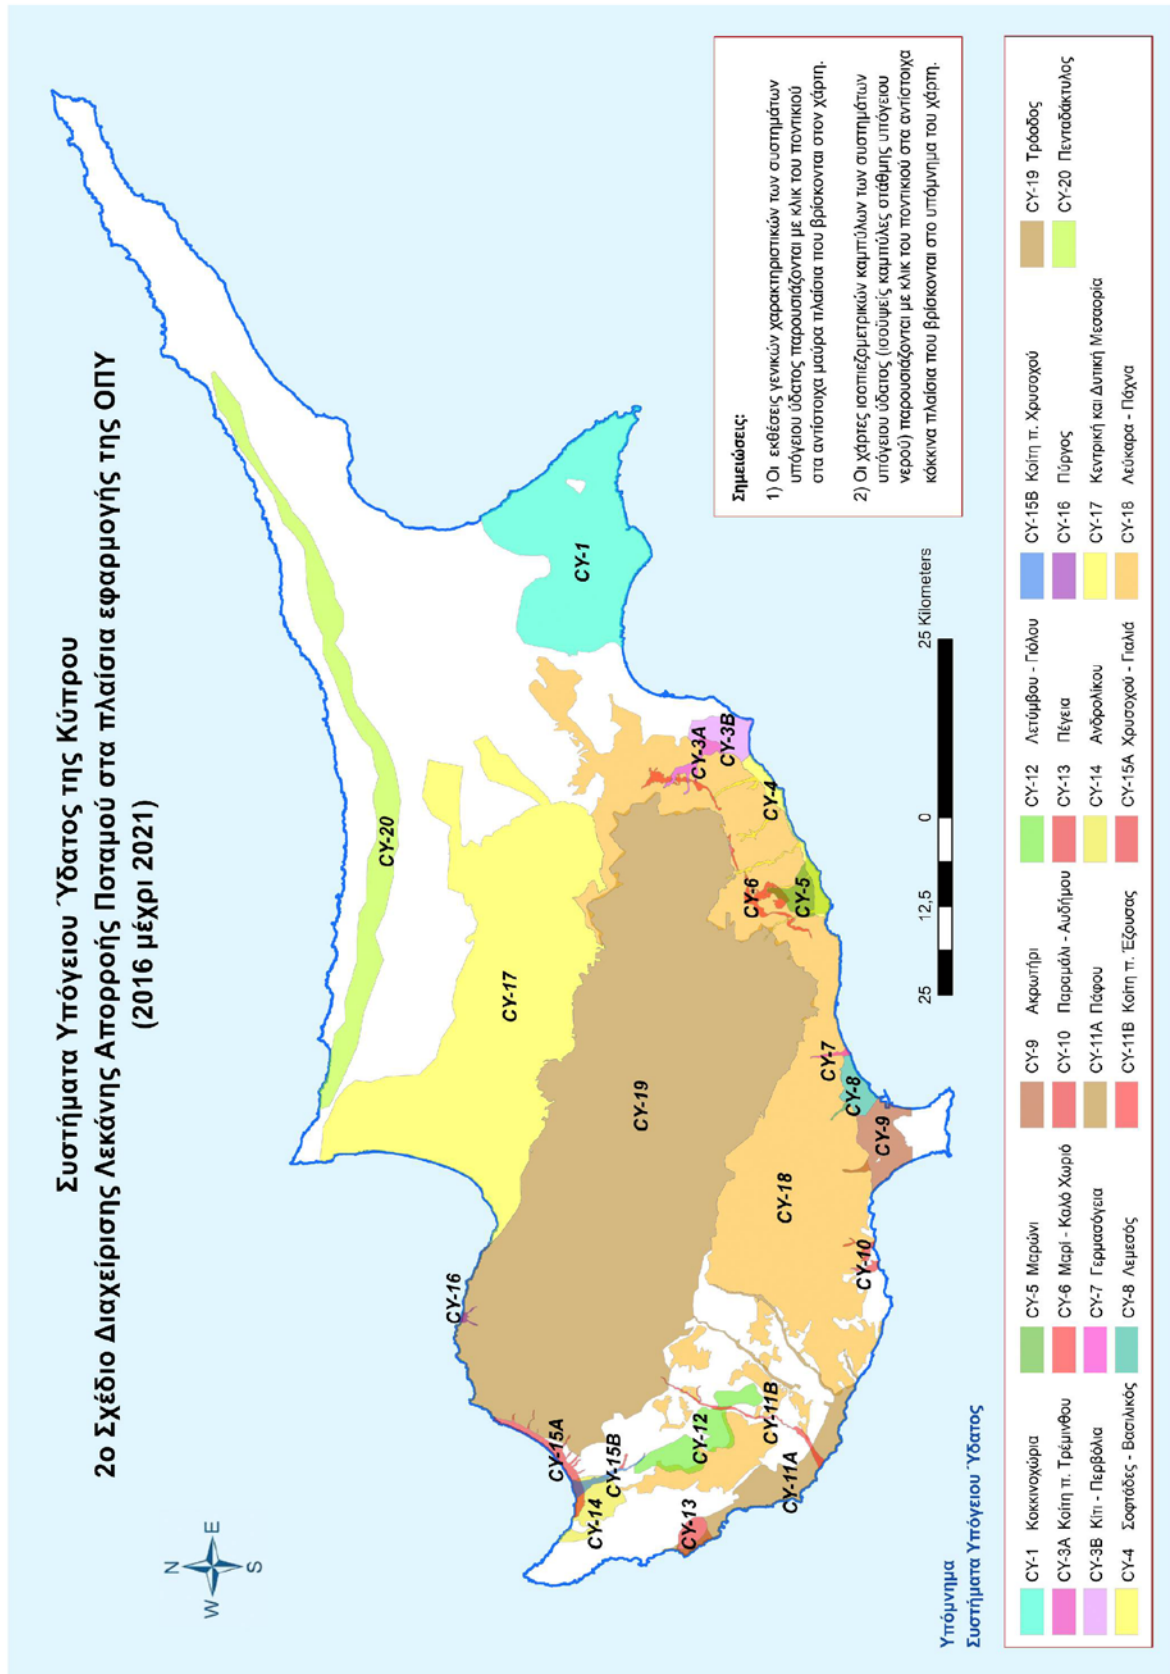 Συστήματα Υπόγειου Ύδατος της Κύπρου
2ο Σχέδιο Διαχείρισης Λεκάνης Απορροής Ποταμού στα πλαίσια εφαρμογής της ΟΠΥ
(2016 μέχρι 2021)
N
W E
S
CY-20
CY-17
CY-1
CY-16
CY-19
CY-15A
CY-15B
CY-14
CY-12
CY-11B
CY-13
CY-11A
CY-18
CY-10
CY-9
CY-8
CY-7
CY-6
CY-5
CY-4
CY-3A
CY-3B
Σημειώσεις:
1) Οι εκθέσεις γενικών χαρακτηριστικών των συστημάτων
υπόγειου ύδατος παρουσιάζονται με κλικ του ποντικιού
στα αντίστοιχα μαύρα πλαίσια που βρίσκονται στον χάρτη.
2) Οι χάρτες ισοπιεζομετρικών καμπύλων των συστημάτων
υπόγειου ύδατος (ισοϋψείς καμπύλες στάθμης υπόγειου
νερού) παρουσιάζονται με κλικ του ποντικιού στα αντίστοιχα
κόκκινα πλαίσια που βρίσκονται στο υπόμνημα του χάρτη.
25 12.5 0 25 Kilometers
Υπόμνημα
Συστήματα Υπόγειου Ύδατος
CY-1 Κοκκινοχώρια
CY-3A Κοίτη π. Τρέμινθου
CY-3B Κίτι - Περβόλια
CY-4 Σοφτάδες - Βασιλικός
CY-5 Μαρώνι
CY-6 Μαρί - Καλό Χωριό
CY-7 Γερμασόγεια
CY-8 Λεμεσός
CY-9 Ακρωτήρι
CY-10 Παραμάλι - Αυδήμου
CY-11A Πάφου
CY-11B Κοίτη π. Έζουσας
CY-12 Λετύμβου - Γιόλου
CY-13 Πέγεια
CY-14 Ανδρολίκου
CY-15A Χρυσοχού - Γιαλιά
CY-15B Κοίτη π. Χρυσοχού
CY-16 Πύργος
CY-17 Κεντρική και Δυτική Μεσαορία
CY-18 Λεύκαρα - Πάχνα
CY-19 Τρόοδος
CY-20 Πενταδάκτυλος